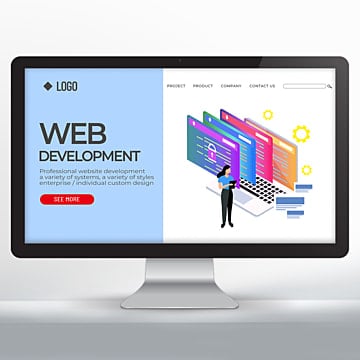 LOGO
PROJECT PRODUCT COMPANY CONTACT US
WEB
DEVELOPMENT
Professional website development
a variety of systems, a variety of styles
enterprise / individual custom design
SEE MORE